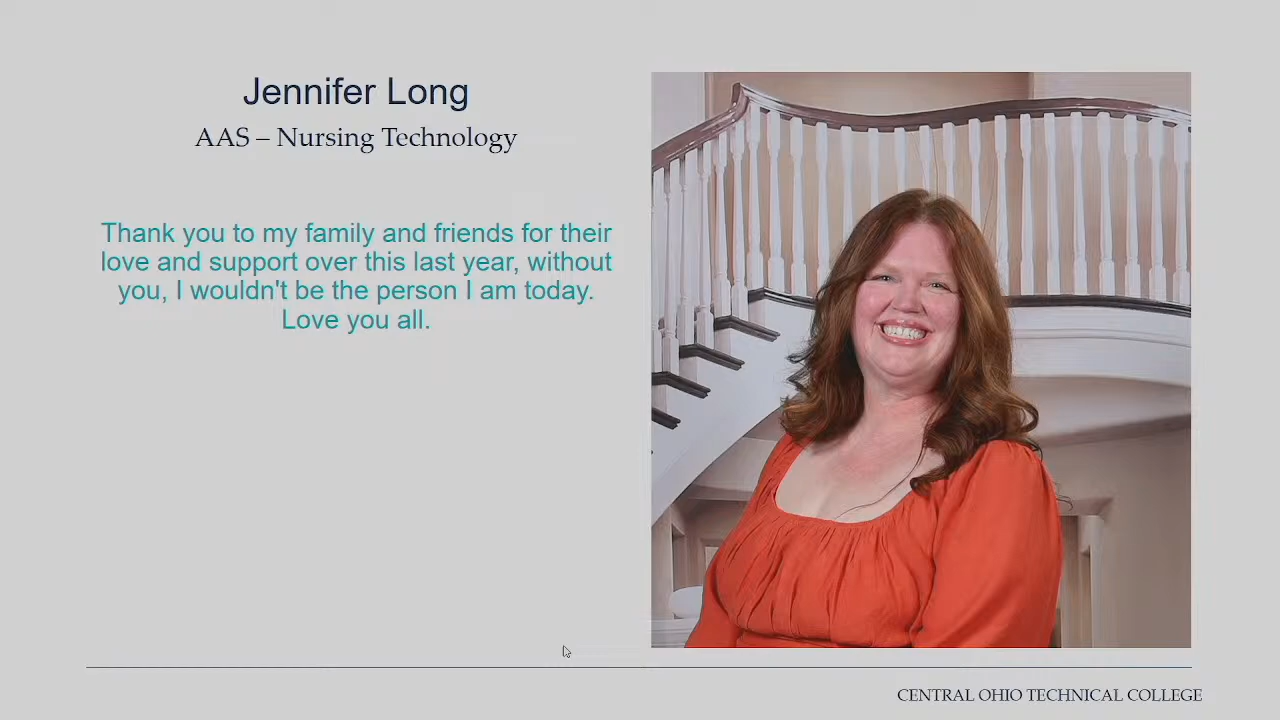 Jennifer Long
AAS – Nursing Technology
Thank you to my family and friends for their
love and support over this last year, without
you, I wouldn't be the person I am today.
Love you all.
CENTRAL OHIO TECHNICAL COLLEGE